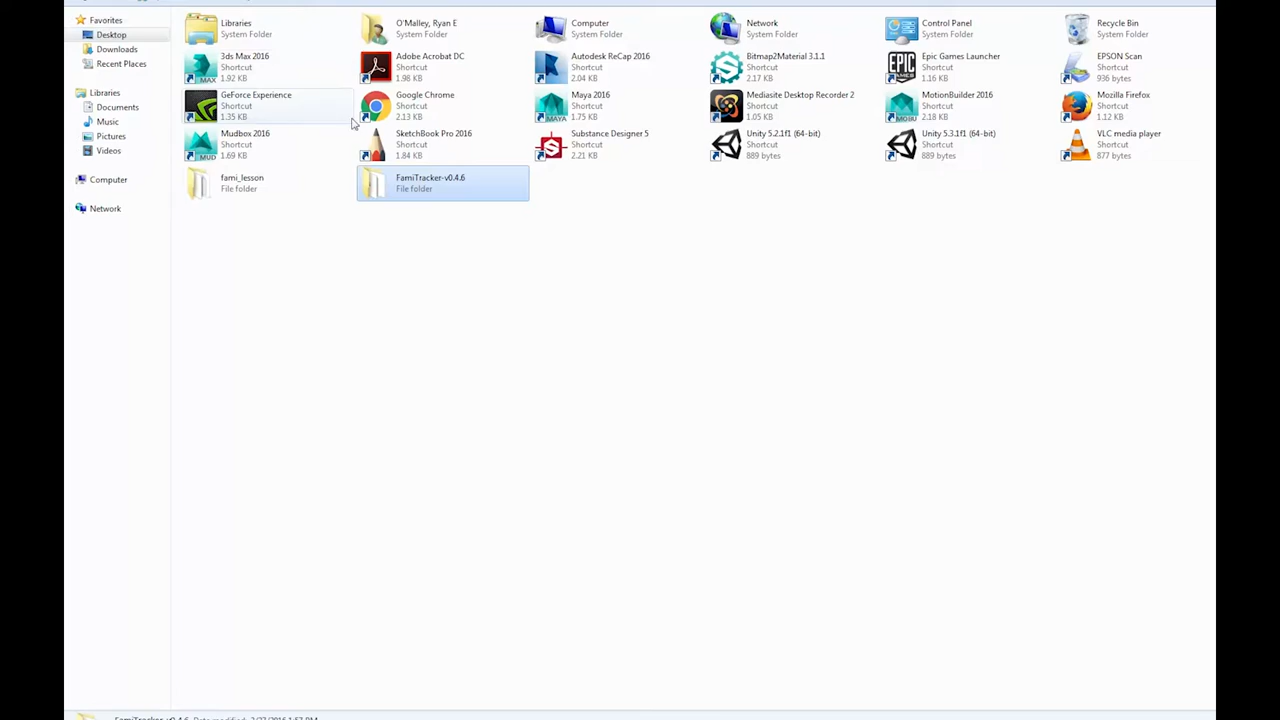 Favorites
Desktop
Downloads
Recent Places
Libraries
Documents
Music
Pictures
Videos
Computer
Network
Libraries
System Folder
O'Malley, Ryan E
System Folder
Computer
System Folder
Network
System Folder
Control Panel
System Folder
Recycle Bin
System Folder
3ds Max 2016
Shortcut
1.92 KB
Adobe Acrobat DC
Shortcut
1.98 KB
Autodesk ReCap 2016
Shortcut
2.04 KB
Bitmap2Material 3.1.1
Shortcut
2.17 KB
Epic Games Launcher
Shortcut
1.16 KB
EPSON Scan
Shortcut
936 bytes
GeForce Experience
Shortcut
1.35 KB
Google Chrome
Shortcut
2.13 KB
Maya 2016
Shortcut
1.75 KB
Mediasite Desktop Recorder 2
Shortcut
1.05 KB
MotionBuilder 2016
Shortcut
2.18 KB
Mozilla Firefox
Shortcut
1.12 KB
Mudbox 2016
Shortcut
1.69 KB
SketchBook Pro 2016
Shortcut
1.84 KB
Substance Designer 5
Shortcut
2.21 KB
Unity 5.2.1f1 (64-bit)
Shortcut
889 bytes
Unity 5.3.1f1 (64-bit)
Shortcut
889 bytes
VLC media player
Shortcut
877 bytes
fami_lesson
File folder
FamiTracker-v0.4.6
File folder